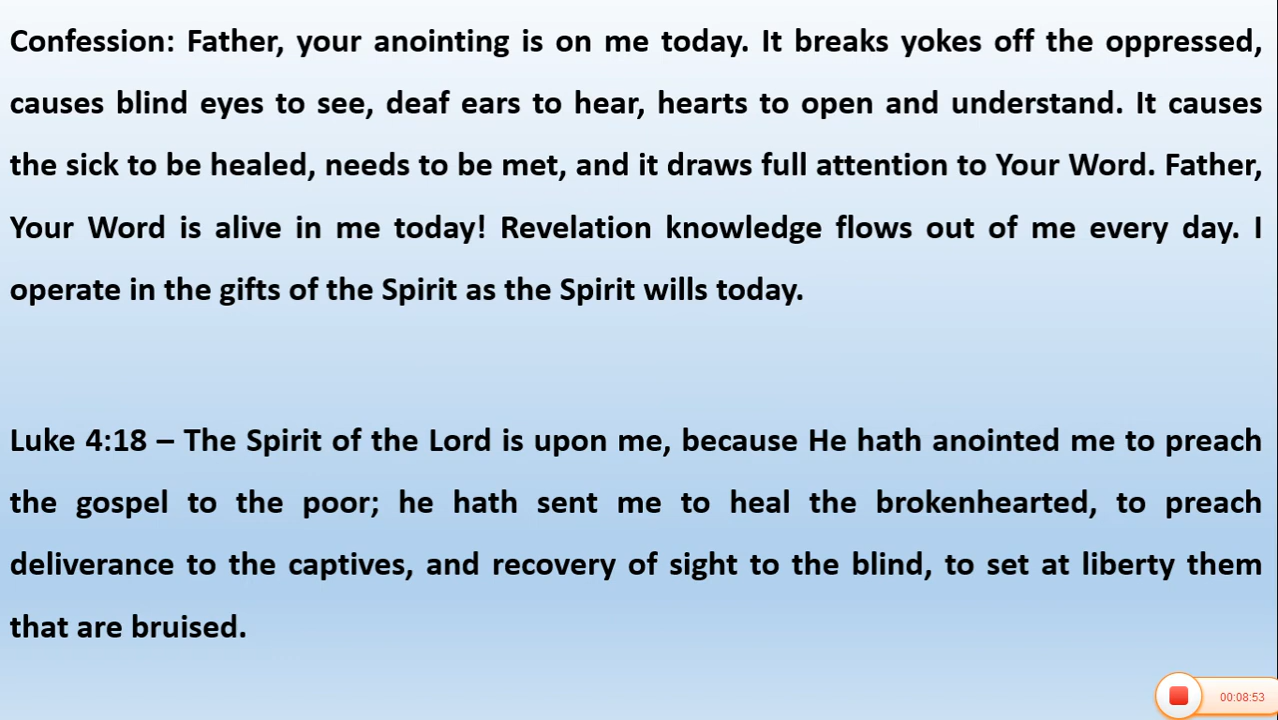 Confession: Father, your anointing is on me today. It breaks yokes off the oppressed,
causes blind eyes to see, deaf ears to hear, hearts to open and understand. It causes
the sick to be healed, needs to be met, and it draws full attention to Your Word. Father,
Your Word is alive in me today! Revelation knowledge flows out of me every day. I
operate in the gifts of the Spirit as the Spirit wills today.
Luke 4:18 – The Spirit of the Lord is upon me, because He hath anointed me to preach
the gospel to the poor; he hath sent me to heal the brokenhearted, to preach
deliverance to the captives, and recovery of sight to the blind, to set at liberty them
that are bruised.
00:08:53